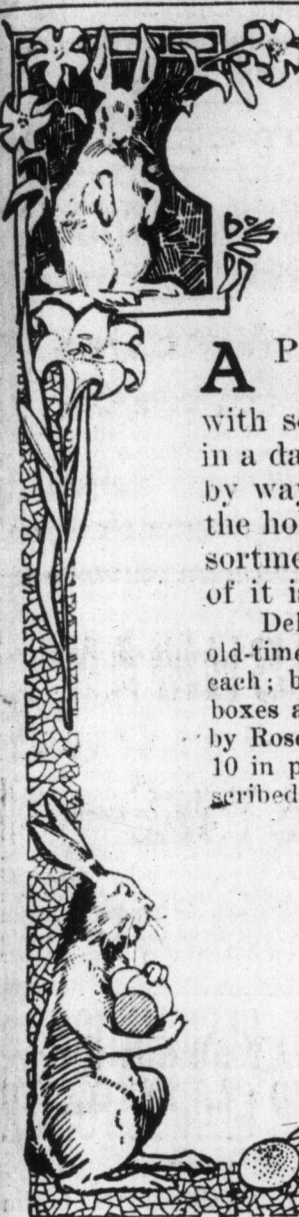 A P
with s
in a da
by way
the ho
sortme
of it i
Del
old-time
each; b
boxes a
by Rose
10 in p
scribed